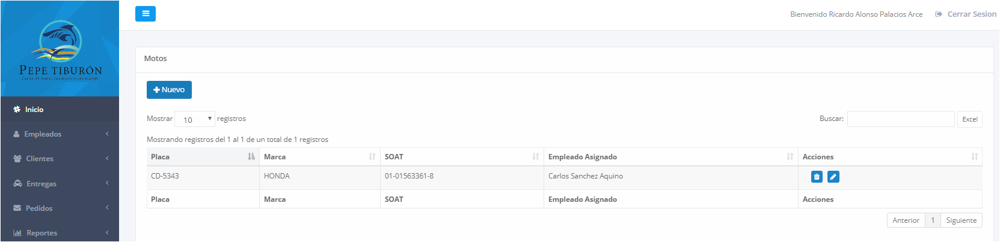 Bienvenido Ricardo Alonso Palacios Arce Cerrar Sesion
PEPE TIBURÓN
Motos
Nuevo
Mostrar 10 registros
Buscar: Excel
Mostrando registros del 1 al 1 de un total de 1 registros
Placa Marca SOAT Empleado Asignado Acciones
CD-5343 HONDA 01-01563361-8 Carlos Sanchez Aquino
Placa Marca SOAT Empleado Asignado Acciones
Anterior 1 Siguiente
Inicio
Empleados
Clientes
Entregas
Pedidos
Reportes